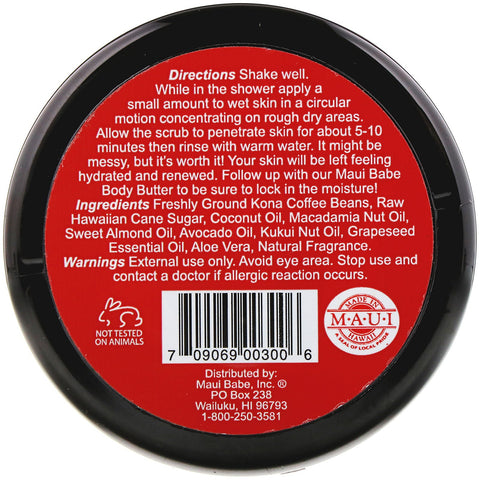 Directions Shake well.
While in the shower apply a
small amount to wet skin in a circular
motion concentrating on rough dry areas.
Allow the scrub to penetrate skin for about 5-10
minutes then rinse with warm water. It might be
messy, but it's worth it! Your skin will be left feeling
hydrated and renewed. Follow up with our Maui Babe
Body Butter to be sure to lock in the moisture!
Ingredients Freshly Ground Kona Coffee Beans, Raw
Hawaiian Cane Sugar, Coconut Oil, Macadamia Nut Oil,
Sweet Almond Oil, Avocado Oil, Kukui Nut Oil, Grapeseed
Essential Oil, Aloe Vera, Natural Fragrance.
Warnings External use only. Avoid eye area. Stop use and
contact a doctor if allergic reaction occurs.
NOT TESTED
ON ANIMALS
7 09069 00300 6
MADE IN
M·A·U·I
HAWAII
A SEAL OF LOCAL PRIDE
Distributed by:
Maui Babe, Inc. ®
PO Box 238
Wailuku, HI 96793
1-800-250-3581